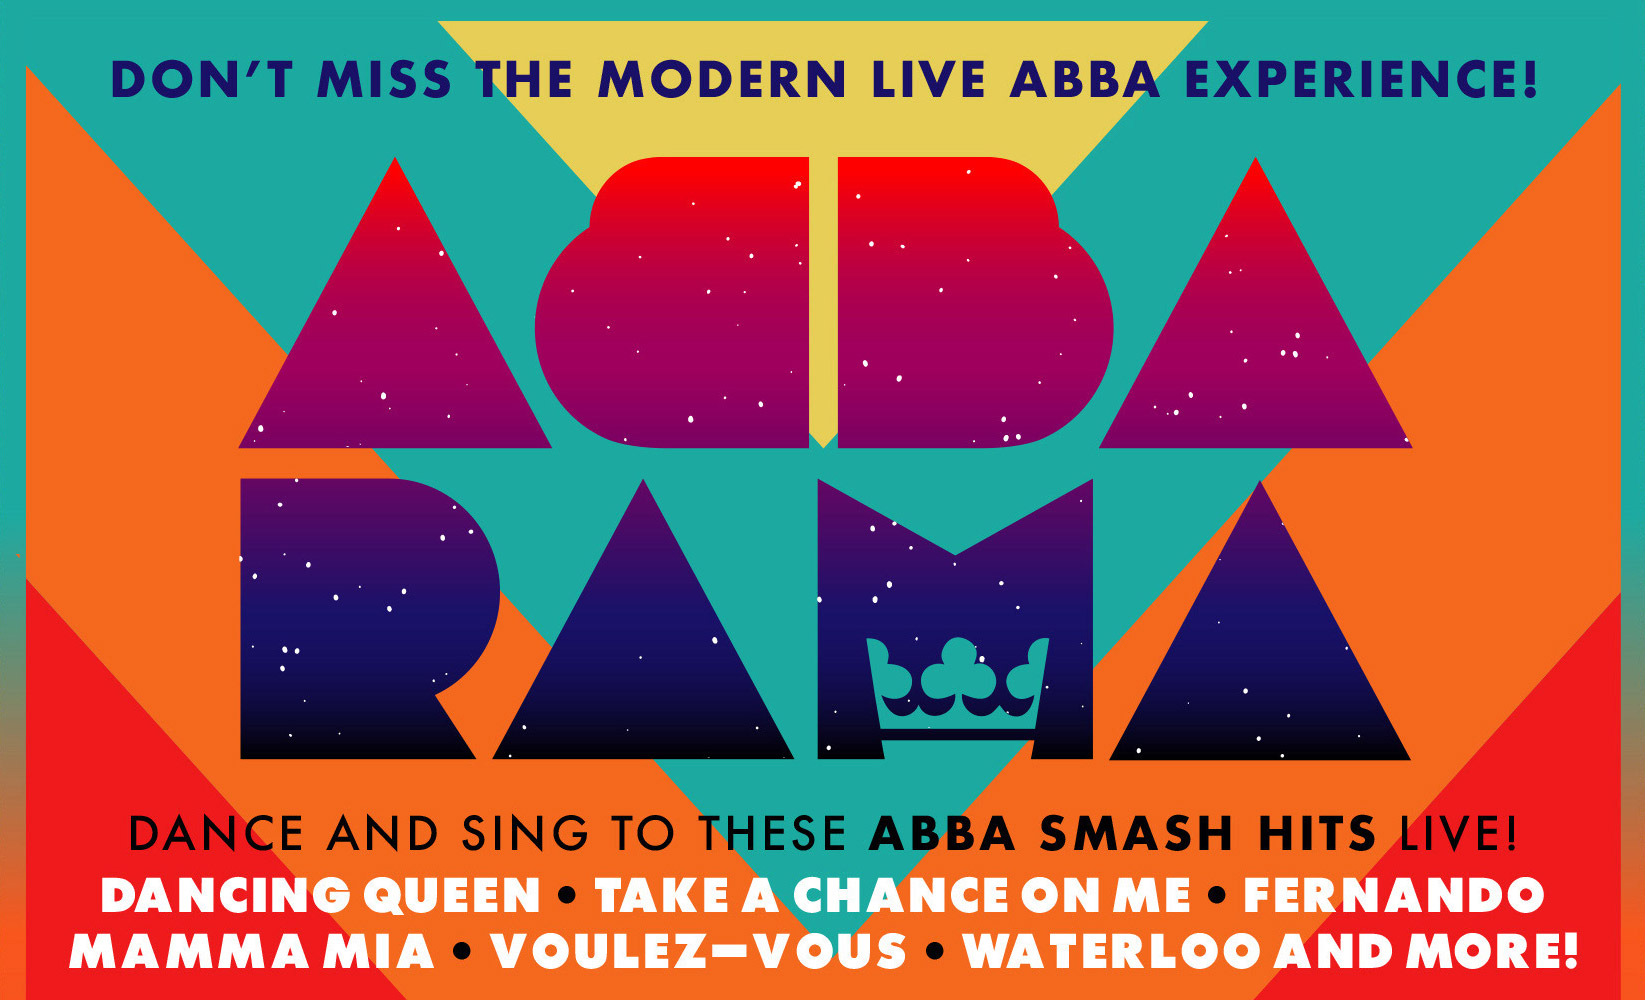 DON'T MISS THE MODERN LIVE ABBA EXPERIENCE!
ABBA
RAMA
DANCE AND SING TO THESE ABBA SMASH HITS LIVE!
DANCING QUEEN • TAKE A CHANCE ON ME • FERNANDO
MAMMA MIA • VOULEZ–VOUS • WATERLOO AND MORE!